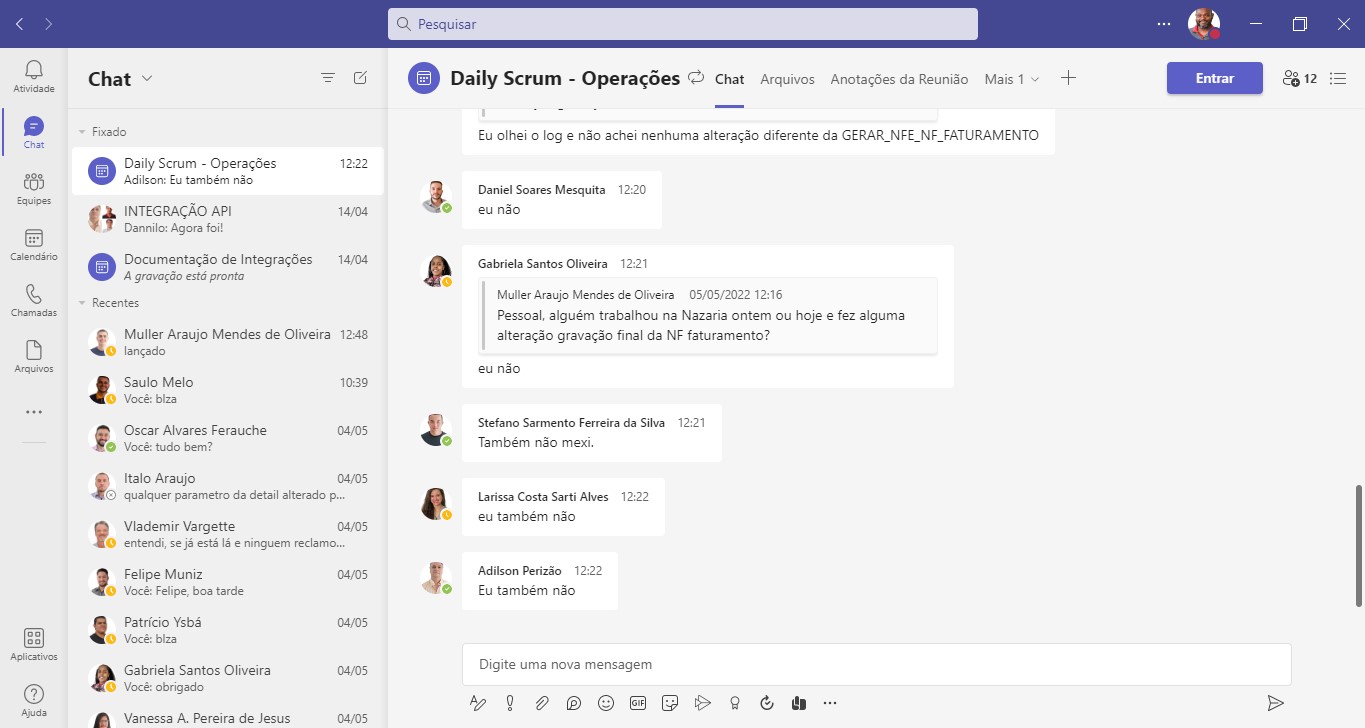 Pesquisar
Atividade
Chat
Equipes
Calendário
Chamadas
Arquivos
Aplicativos
Ajuda
Chat
Fixado
Daily Scrum - Operações 12:22
Adilson: Eu também não
INTEGRAÇÃO API 14/04
Dannilo: Agora foi!
Documentação de Integrações 14/04
A gravação está pronta
Recentes
Muller Araujo Mendes de Oliveira 12:48
lançado
Saulo Melo 10:39
Você: blza
Oscar Alvares Ferauche 04/05
Você: tudo bem?
Italo Araujo 04/05
qualquer parametro da detail alterado p...
Vlademir Vargette 04/05
entendi, se já está lá e ninguem reclamo...
Felipe Muniz 04/05
Você: Felipe, boa tarde
Patrício Ysbá 04/05
Você: blza
Gabriela Santos Oliveira 04/05
Você: obrigado
Vanessa A. Pereira de Jesus 04/05
Daily Scrum - Operações Chat Arquivos Anotações da Reunião Mais 1 Entrar 12
Eu olhei o log e não achei nenhuma alteração diferente da GERAR_NFE_NF_FATURAMENTO
Daniel Soares Mesquita 12:20
eu não
Gabriela Santos Oliveira 12:21
Muller Araujo Mendes de Oliveira 05/05/2022 12:16
Pessoal, alguém trabalhou na Nazaria ontem ou hoje e fez alguma
alteração gravação final da NF faturamento?
eu não
Stefano Sarmento Ferreira da Silva 12:21
Também não mexi.
Larissa Costa Sarti Alves 12:22
eu também não
Adilson Perizão 12:22
Eu também não
Digite uma nova mensagem
GIF